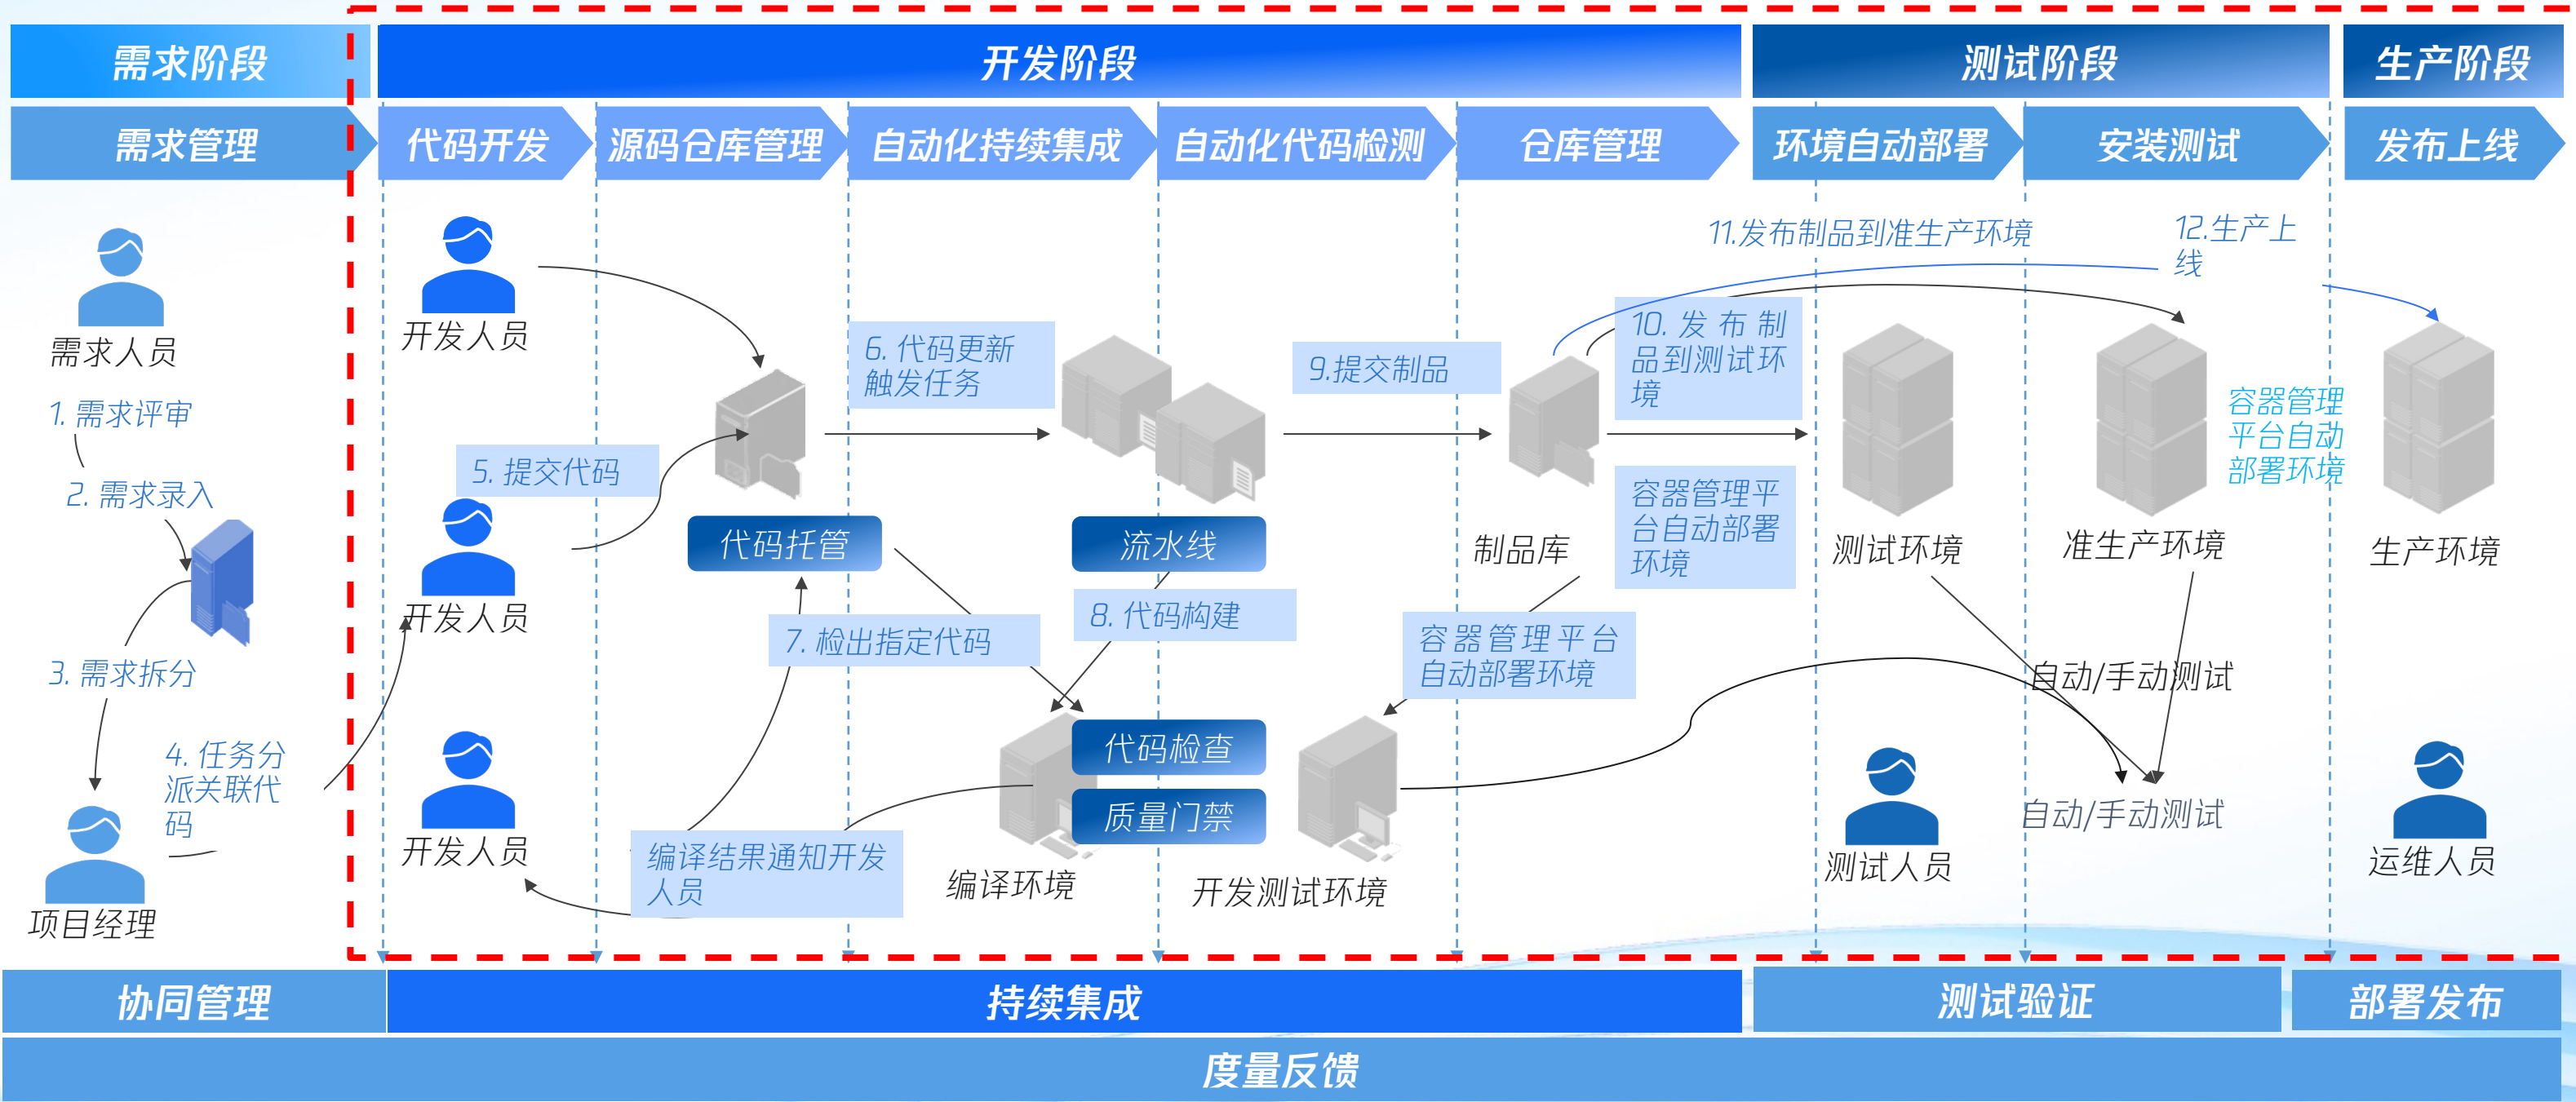 需求阶段
开发阶段
测试阶段
生产阶段
需求管理
代码开发
源码仓库管理
自动化持续集成
自动化代码检测
仓库管理
环境自动部署
安装测试
发布上线
需求人员
1. 需求评审
2. 需求录入
3. 需求拆分
4. 任务分
派关联代
码
项目经理
开发人员
5. 提交代码
开发人员
开发人员
代码托管
6. 代码更新
触发任务
流水线
7. 检出指定代码
8. 代码构建
编译结果通知开发
人员
代码检查
质量门禁
编译环境
开发测试环境
9.提交制品
制品库
容器管理平台
自动部署环境
10. 发布制
品到测试环
境
容器管理平
台自动部署
环境
11.发布制品到准生产环境
12.生产上
线
测试环境
准生产环境
容器管理
平台自动
部署环境
生产环境
自动/手动测试
自动/手动测试
测试人员
运维人员
协同管理
持续集成
测试验证
部署发布
度量反馈